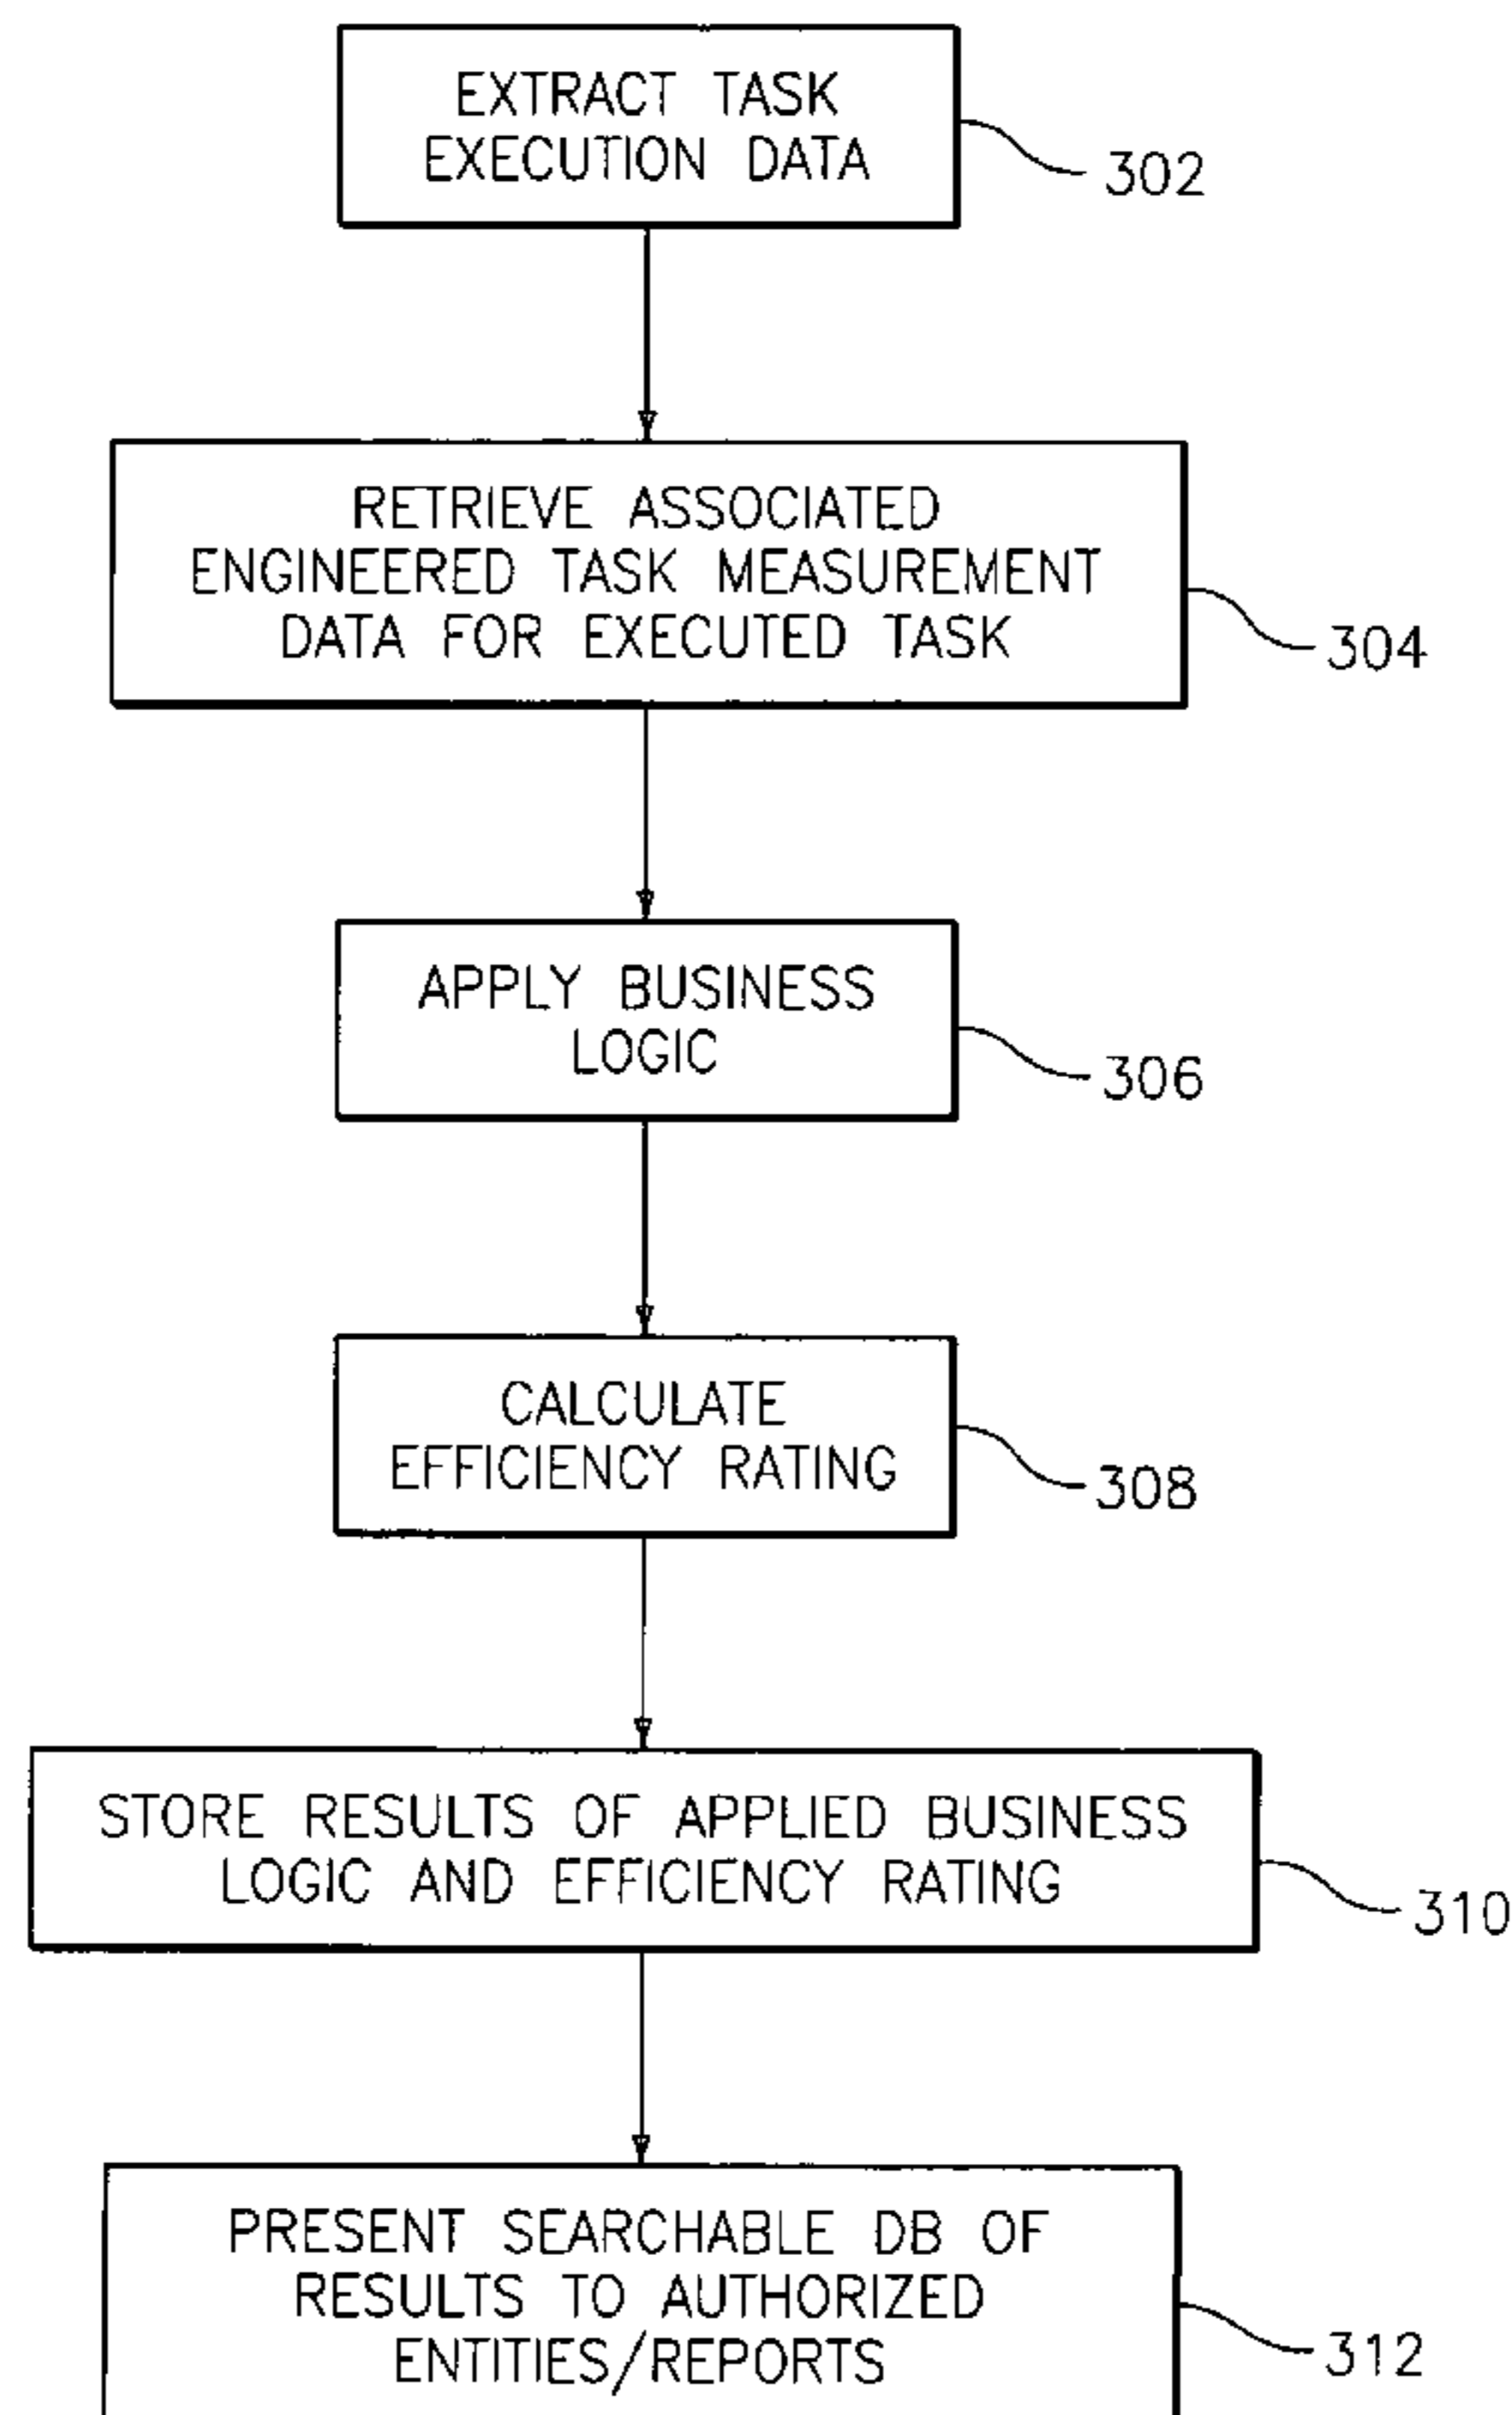 EXTRACT TASK
EXECUTION DATA
302
RETRIEVE ASSOCIATED
ENGINEERED TASK MEASUREMENT
DATA FOR EXECUTED TASK
304
APPLY BUSINESS
LOGIC
306
CALCULATE
EFFICIENCY RATING
308
STORE RESULTS OF APPLIED BUSINESS
LOGIC AND EFFICIENCY RATING
310
PRESENT SEARCHABLE DB OF
RESULTS TO AUTHORIZED
ENTITIES/REPORTS
312